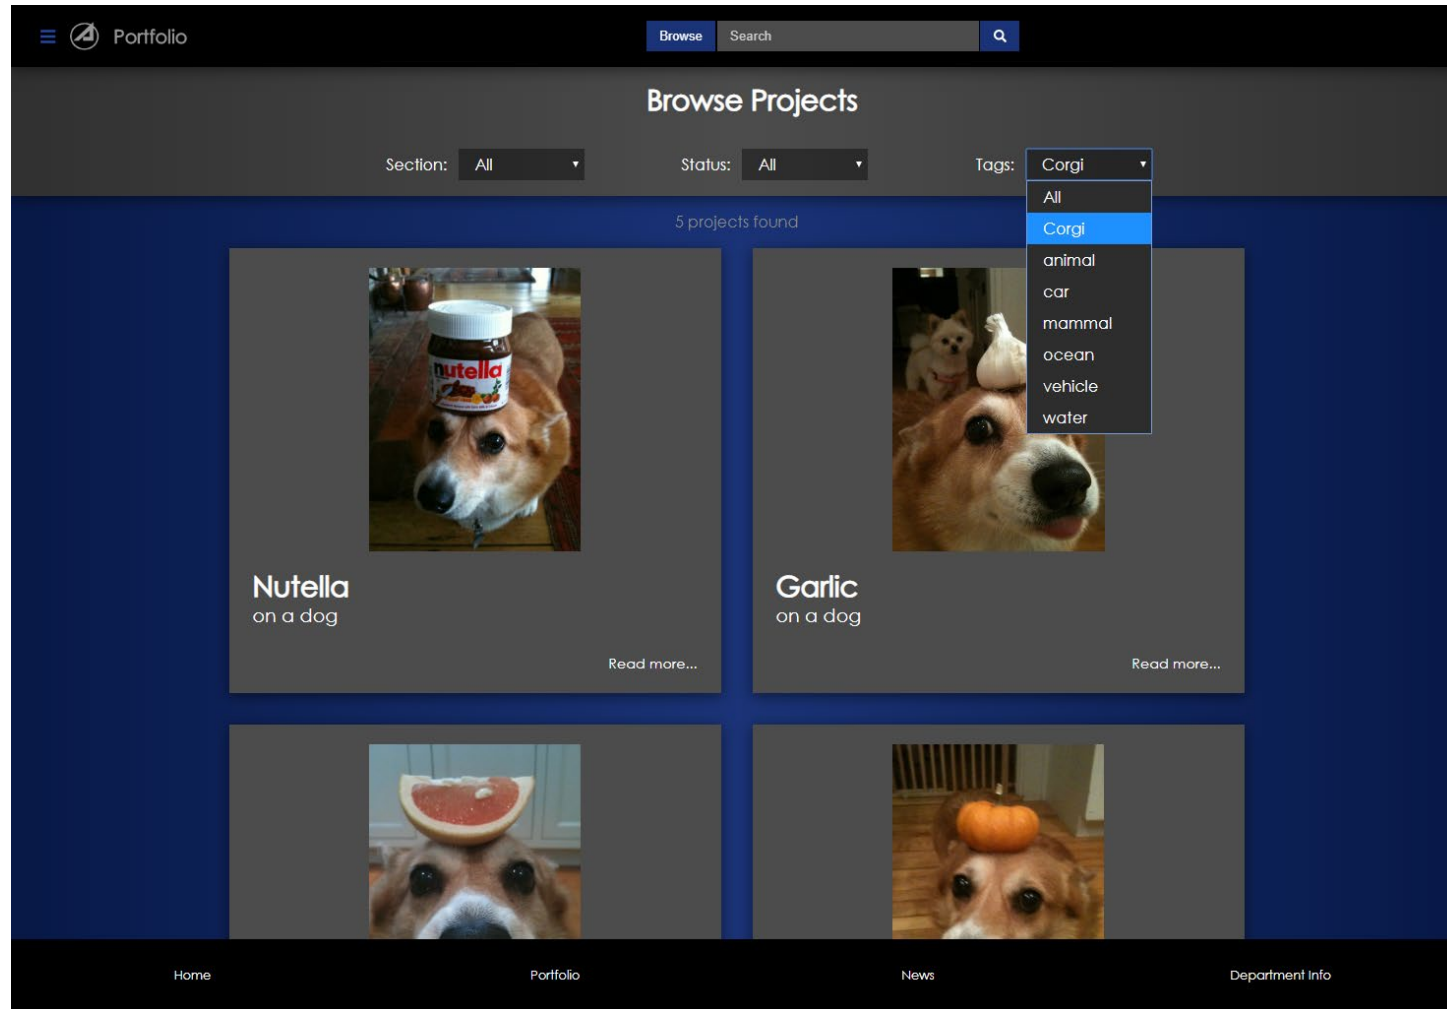 Portfolio
Browse Search
Browse Projects
Section: All Status: All Tags: Corgi
All
Corgi
animal
car
mammal
ocean
vehicle
water
5 projects found
nutella
Nutella
on a dog
Read more...
Garlic
on a dog
Read more...
Home Portfolio News Department Info